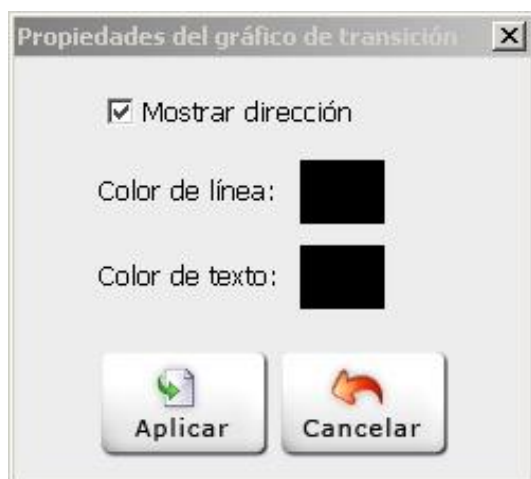 Propiedades del gráfico de transición
Mostrar dirección
Color de línea:
Color de texto:
Aplicar
Cancelar